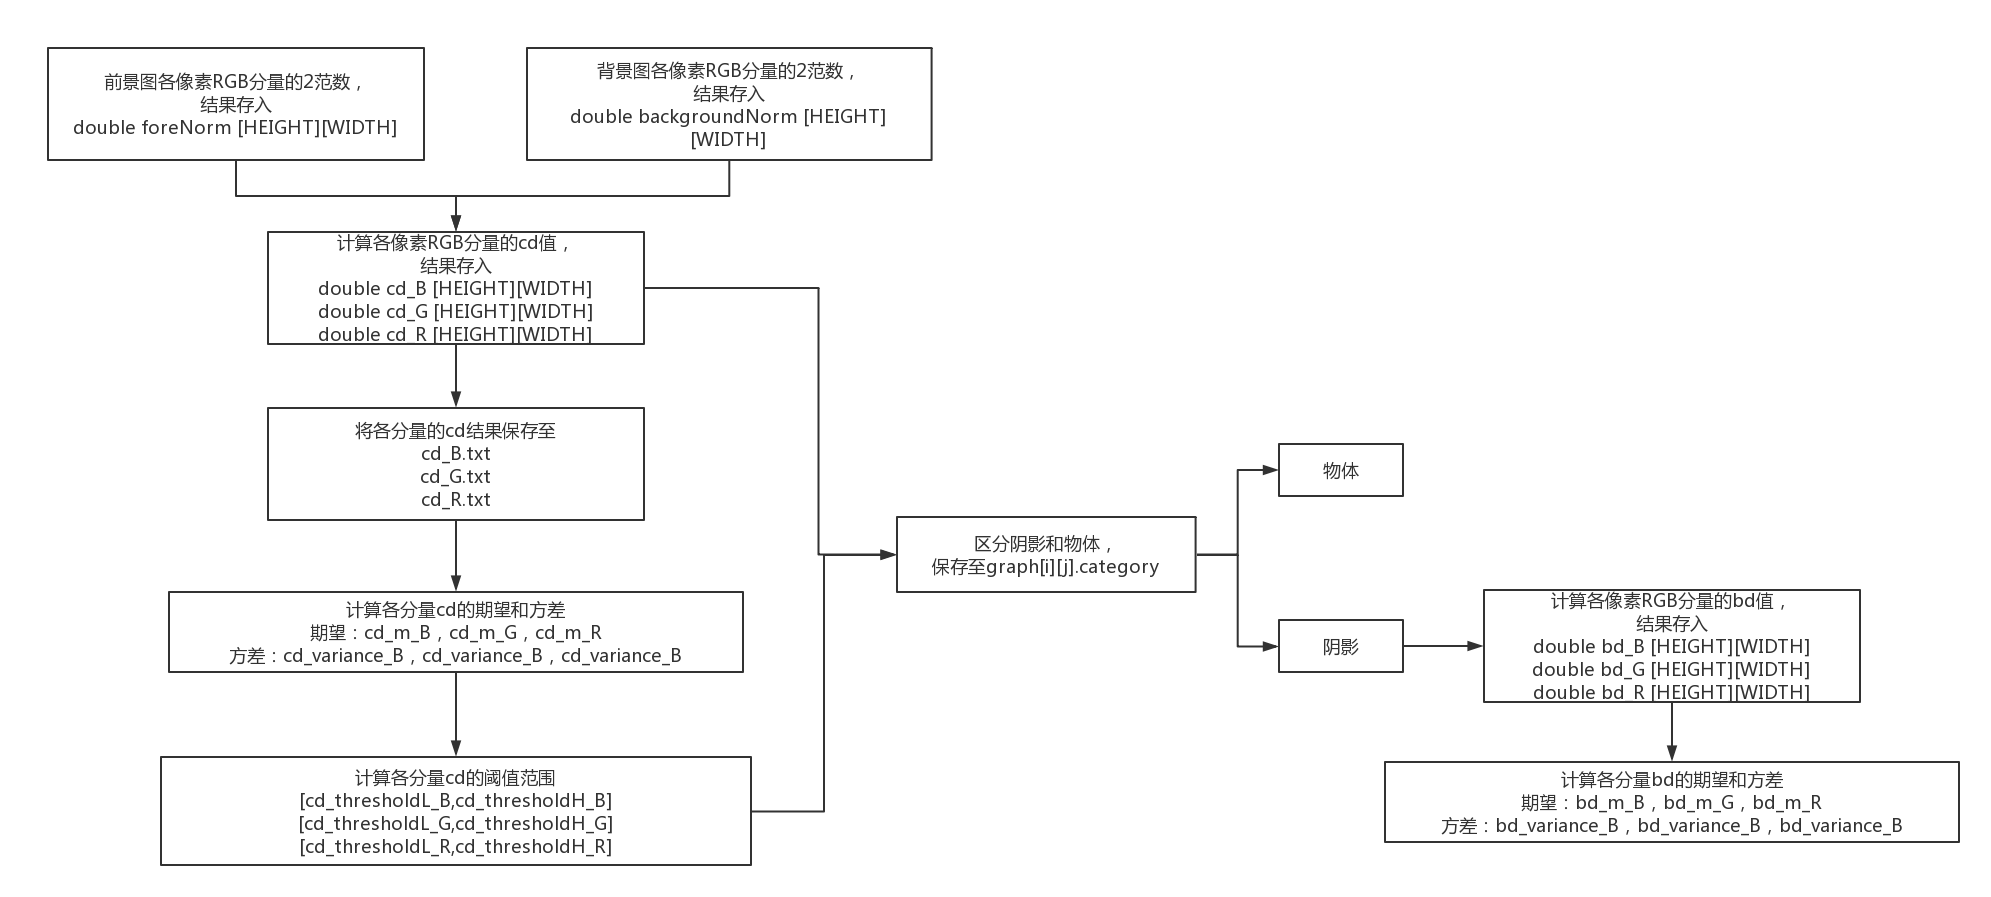 前景图各像素RGB分量的2范数，
结果存入
double foreNorm [HEIGHT][WIDTH]
背景图各像素RGB分量的2范数，
结果存入
double backgroundNorm [HEIGHT]
[WIDTH]
计算各像素RGB分量的cd值，
结果存入
double cd_B [HEIGHT][WIDTH]
double cd_G [HEIGHT][WIDTH]
double cd_R [HEIGHT][WIDTH]
将各分量的cd结果保存至
cd_B.txt
cd_G.txt
cd_R.txt
计算各分量cd的期望和方差
期望：cd_m_B，cd_m_G，cd_m_R
方差：cd_variance_B，cd_variance_B，cd_variance_B
计算各分量cd的阈值范围
[cd_thresholdL_B,cd_thresholdH_B]
[cd_thresholdL_G,cd_thresholdH_G]
[cd_thresholdL_R,cd_thresholdH_R]
区分阴影和物体，
保存至graph[i][j].category
物体
阴影
计算各像素RGB分量的bd值，
结果存入
double bd_B [HEIGHT][WIDTH]
double bd_G [HEIGHT][WIDTH]
double bd_R [HEIGHT][WIDTH]
计算各分量bd的期望和方差
期望：bd_m_B，bd_m_G，bd_m_R
方差：bd_variance_B，bd_variance_B，bd_variance_B